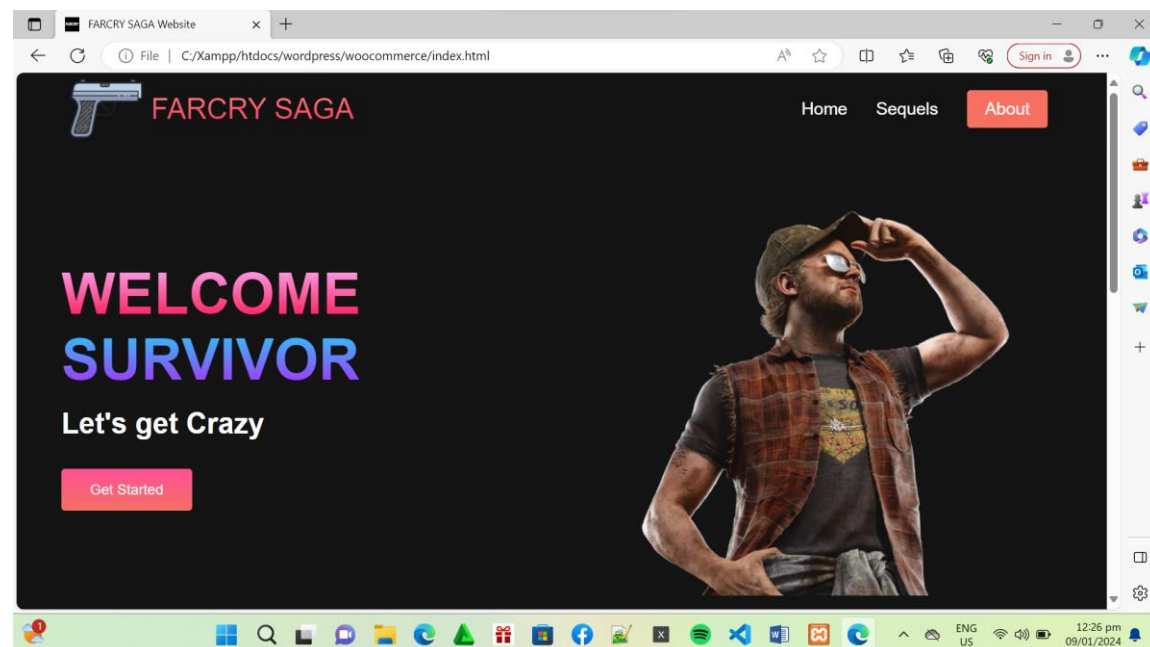 FARCRY SAGA Website
File | C:/Xampp/htdocs/wordpress/woocommerce/index.html
Sign in
FARCRY SAGA
Home Sequels About
WELCOME
SURVIVOR
Let's get Crazy
Get Started
ENG
US
12:26 pm
09/01/2024